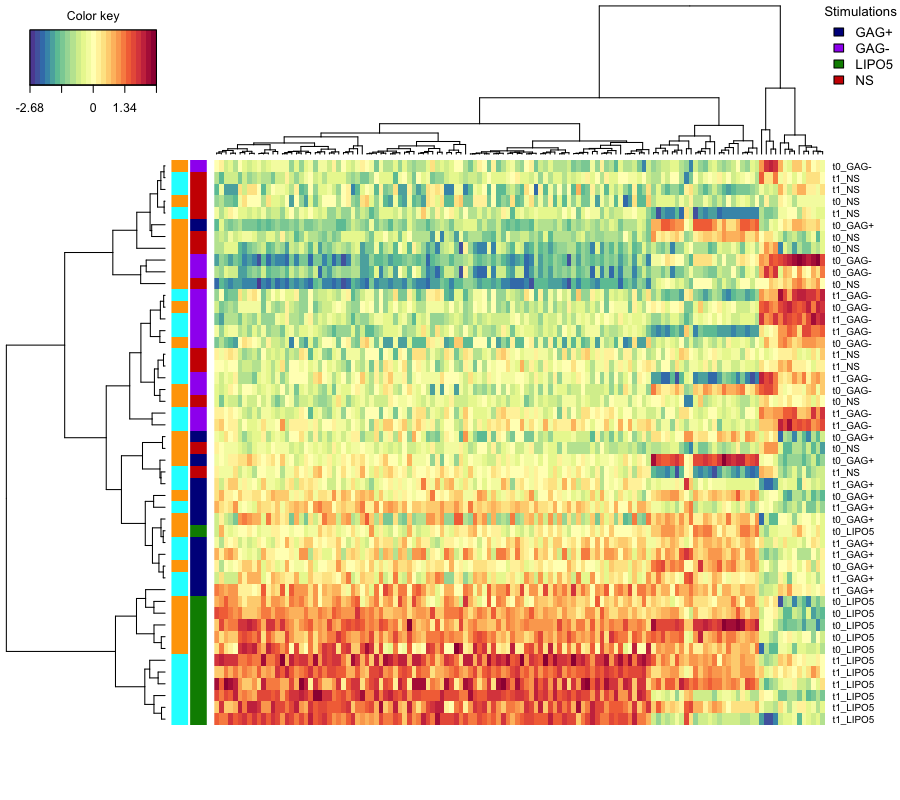 Color key
-2.68 0 1.34
Stimulations
GAG+
GAG-
LIPO5
NS
t0_GAG-
t1_NS
t1_NS
t0_NS
t1_NS
t0_GAG+
t0_NS
t0_NS
t0_GAG-
t0_GAG-
t0_NS
t1_GAG-
t0_GAG-
t1_GAG-
t1_GAG-
t0_GAG-
t1_NS
t1_NS
t1_GAG-
t0_GAG-
t0_NS
t1_GAG-
t1_GAG-
t0_GAG+
t0_NS
t0_GAG+
t1_NS
t1_GAG+
t0_GAG+
t1_GAG+
t0_GAG+
t0_LIPO5
t1_GAG+
t1_GAG+
t0_GAG+
t1_GAG+
t1_GAG+
t0_LIPO5
t0_LIPO5
t0_LIPO5
t0_LIPO5
t0_LIPO5
t1_LIPO5
t1_LIPO5
t1_LIPO5
t1_LIPO5
t1_LIPO5
t1_LIPO5